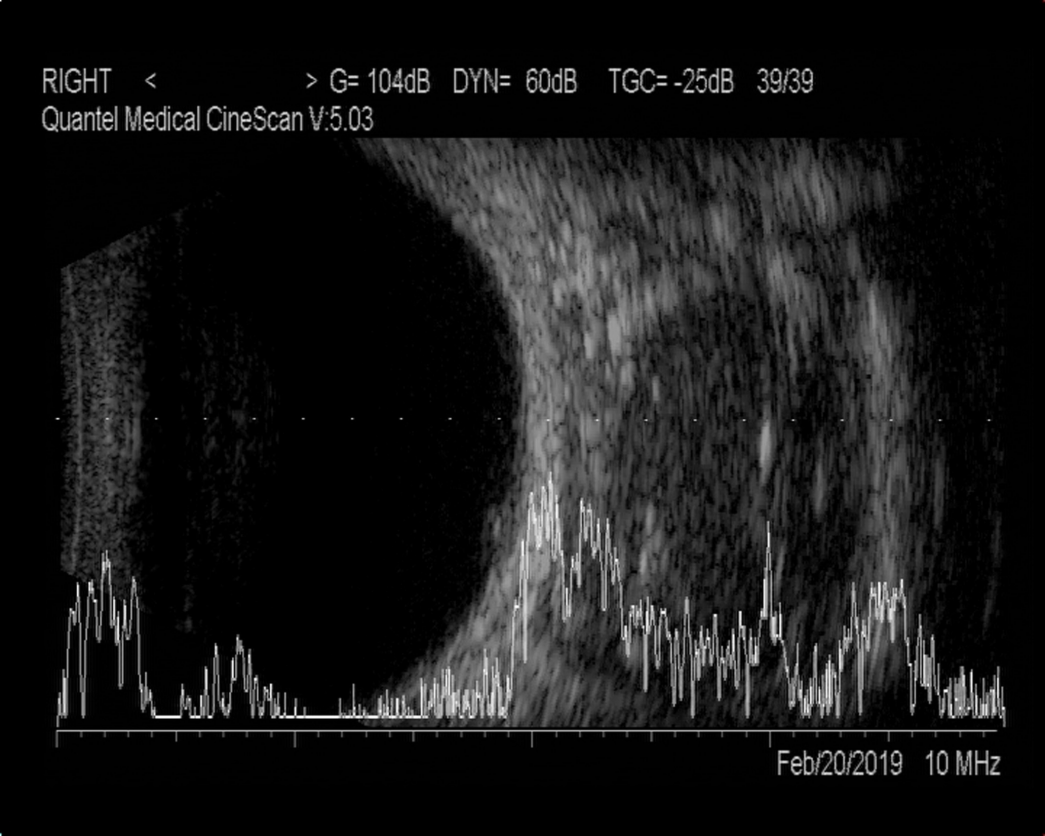 RIGHT < > G= 104dB DYN= 60dB TGC= -25dB 39/39
Quantel Medical CineScan V:5.03
Feb/20/2019 10 MHz